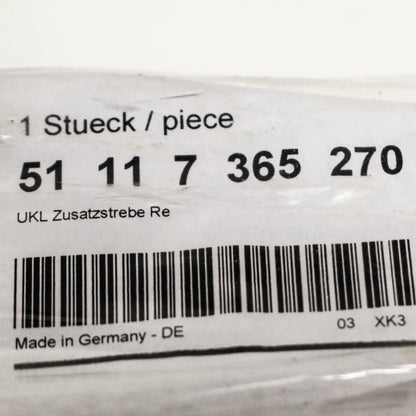 1 Stueck / piece
51 11 7 365 270
UKL Zusatzstrebe Re
Made in Germany - DE 03 XK3